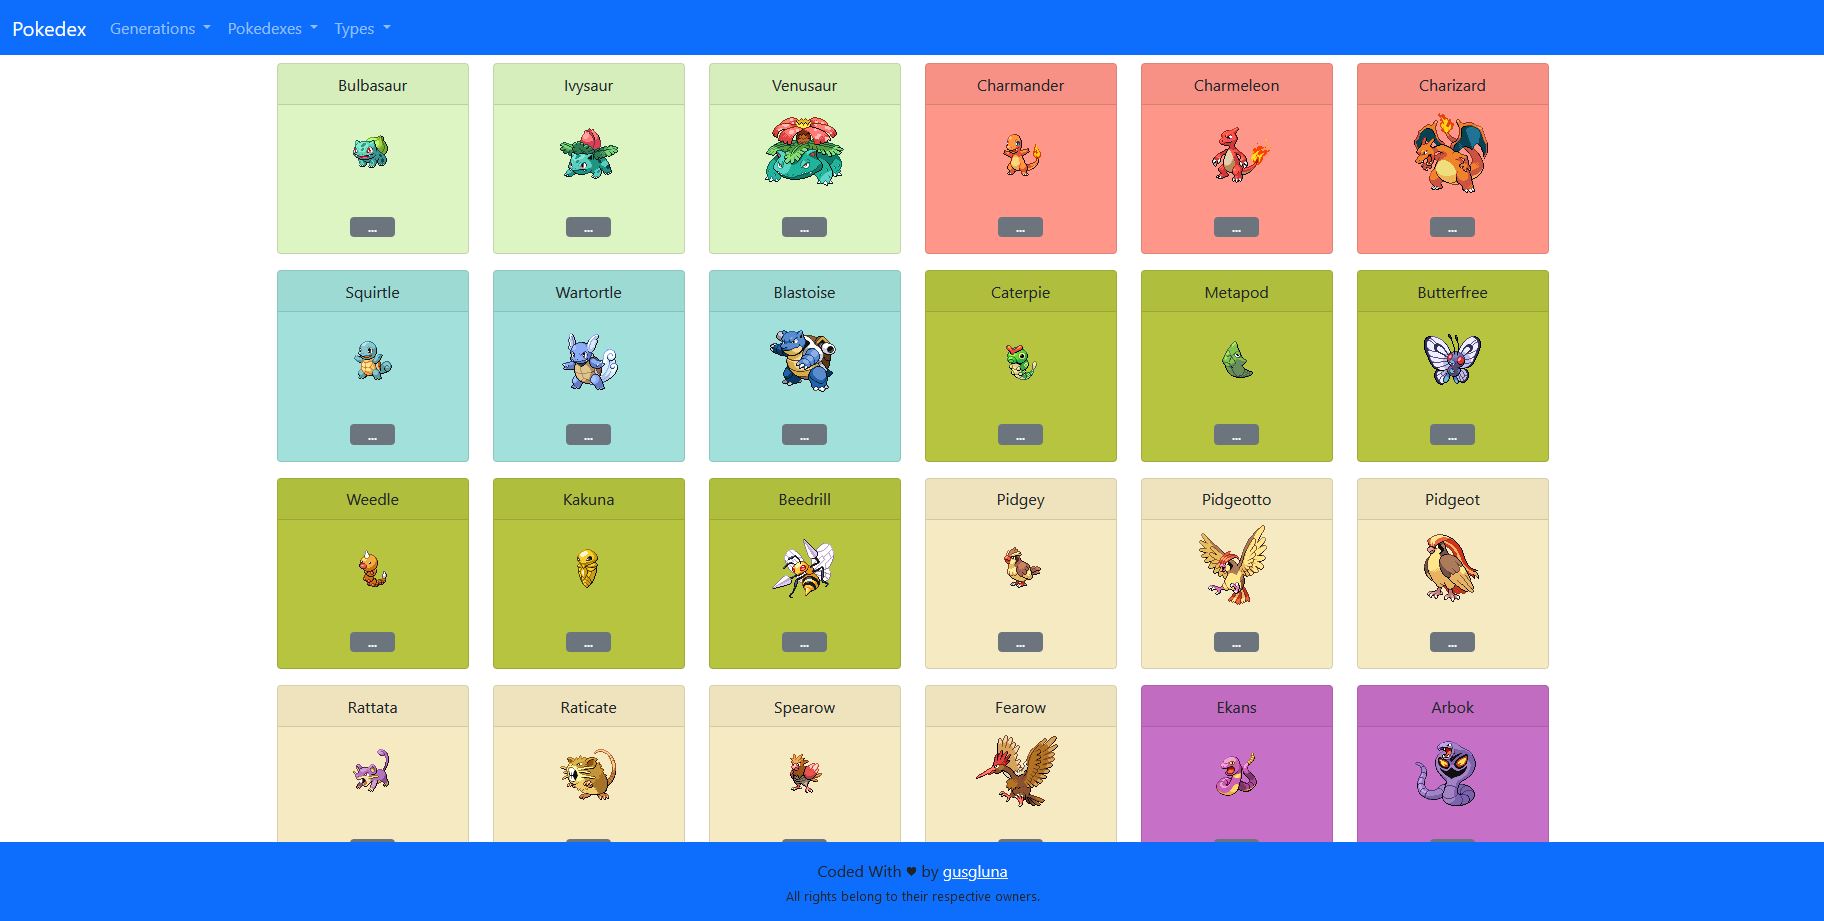 Pokedex Generations Pokedexes Types
Bulbasaur Ivysaur Venusaur Charmander Charmeleon Charizard
... ... ... ... ... ...
Squirtle Wartortle Blastoise Caterpie Metapod Butterfree
... ... ... ... ... ...
Weedle Kakuna Beedrill Pidgey Pidgeotto Pidgeot
... ... ... ... ... ...
Rattata Raticate Spearow Fearow Ekans Arbok
Coded With ♥ by gusgluna
All rights belong to their respective owners.